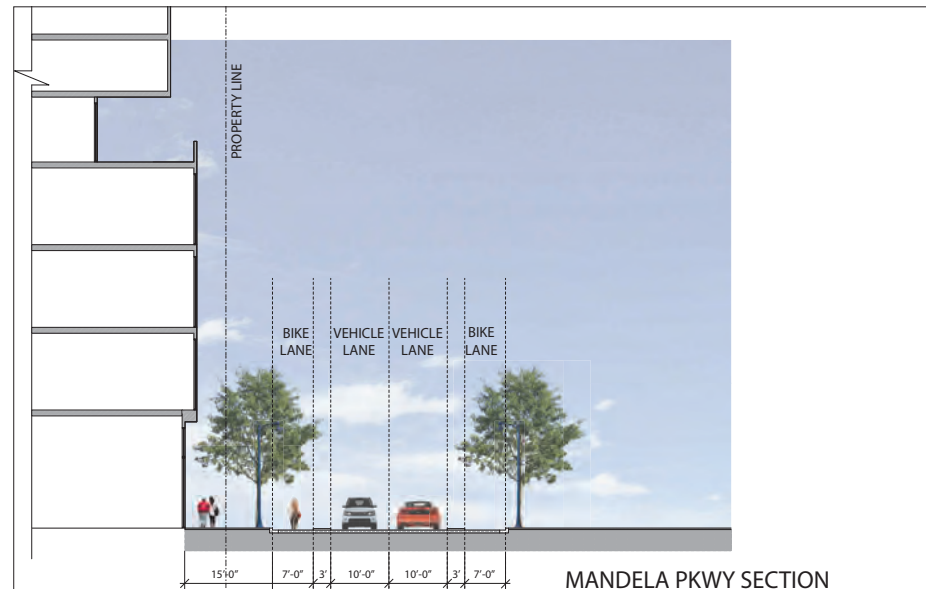 PROPERTY LINE
BIKE
LANE
VEHICLE
LANE
VEHICLE
LANE
BIKE
LANE
15'-0"
7'-0"
3'
10'-0"
10'-0"
3'
7'-0"
MANDELA PKWY SECTION